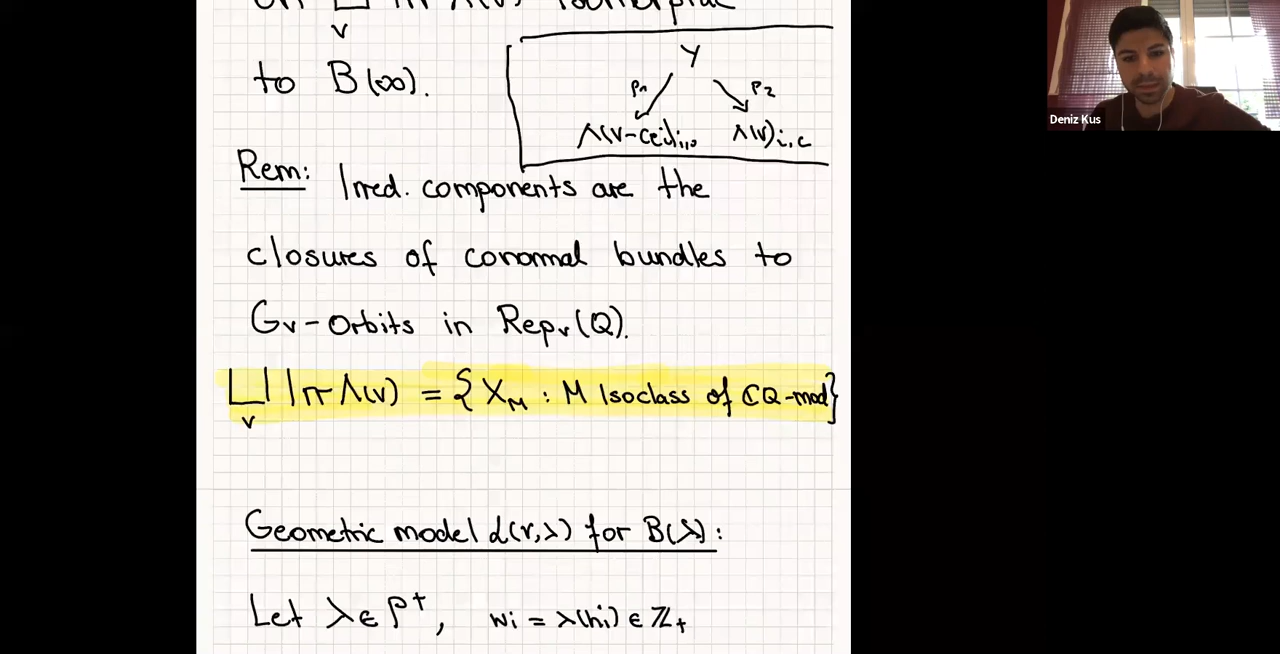 v
to B(∞).
Y
p₁ p₂
Λ(v-ceᵢ)ᵢ,₀ Λ(v)ᵢ,c
Rem: Irred. components are the
closures of conormal bundles to
Gv-Orbits in Repv(Q).
⊔ Irr Λ(v) = {X_M : M Isoclass of ℂQ-mod}
v
Geometric model L(v,λ) for B(λ):
Let λ ∈ P⁺, wi = λ(hi) ∈ ℤ₊
Deniz Kus